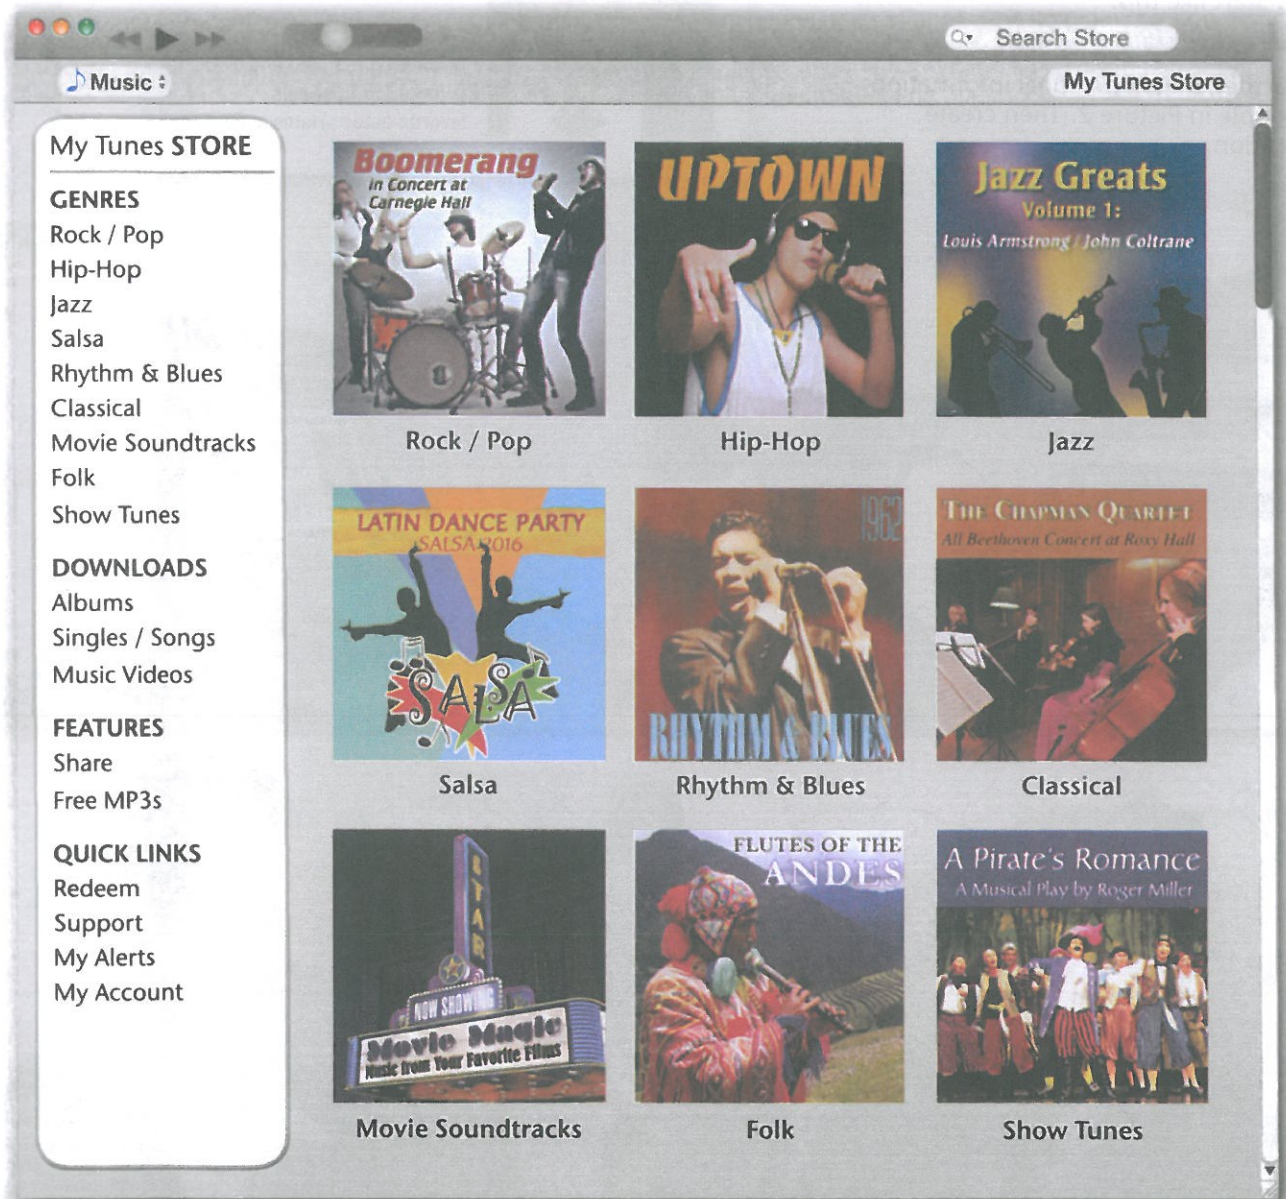 Search Store
Music
My Tunes Store
My Tunes STORE
GENRES
Rock / Pop
Hip-Hop
Jazz
Salsa
Rhythm & Blues
Classical
Movie Soundtracks
Folk
Show Tunes
DOWNLOADS
Albums
Singles / Songs
Music Videos
FEATURES
Share
Free MP3s
QUICK LINKS
Redeem
Support
My Alerts
My Account
Boomerang
in Concert at
Carnegie Hall
Rock / Pop
UPTOWN
Hip-Hop
Jazz Greats
Volume 1:
Louis Armstrong / John Coltrane
Jazz
LATIN DANCE PARTY
SALSA 2016
SALSA
Salsa
1962
RHYTHM & BLUES
Rhythm & Blues
THE CHAPMAN QUARTET
All Beethoven Concert at Roxy Hall
Classical
STAR
NOW SHOWING
Movie Magic
Music from Your Favorite Films
Movie Soundtracks
FLUTES OF THE
ANDES
Folk
A Pirate's Romance
A Musical Play by Roger Miller
Show Tunes